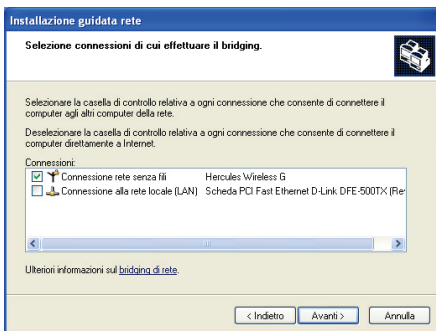 Installazione guidata rete
Selezione connessioni di cui effettuare il bridging.
Selezionare la casella di controllo relativa a ogni connessione che consente di connettere il
computer agli altri computer della rete.
Deselezionare la casella di controllo relativa a ogni connessione che consente di connettere il
computer direttamente a Internet.
Connessioni:
Connessione rete senza fili Hercules Wireless G
Connessione alla rete locale (LAN) Scheda PCI Fast Ethernet D-Link DFE-500TX (Re
Ulteriori informazioni sul bridging di rete.
< Indietro Avanti > Annulla